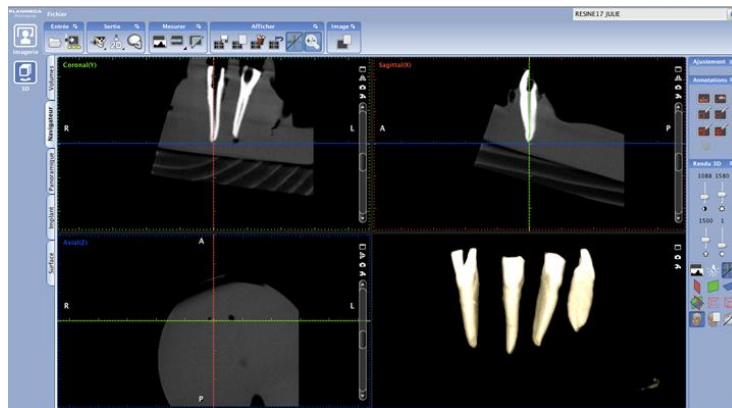 PLANMECA
Fichier
RESINE17 JULIE
Entrée
Sortie
Mesurer
Afficher
Image
Imagerie
3D
Volumes
Navigateur
Panoramique
Implant
Surface
Coronal(Y)
R
L
Sagittal(X)
A
P
Axial(Z)
A
R
L
P
Ajustement
Annotations
Rendu 3D
1088 1580
1500 1